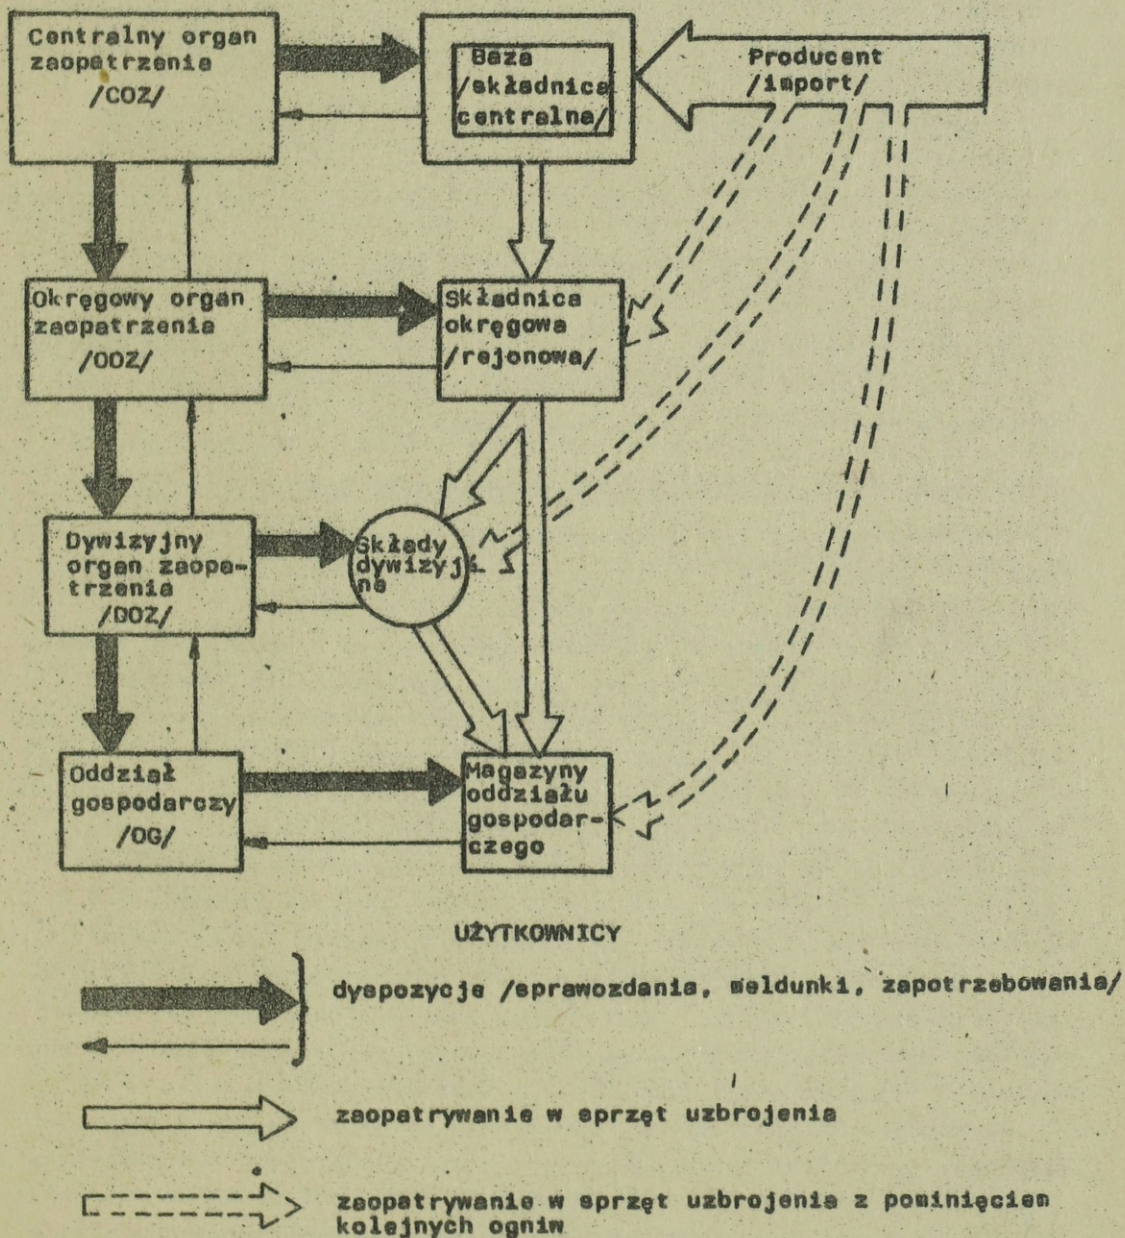 Centralny organ
zaopatrzenia
/COZ/
Baza
/składnica
centralna/
Producent
/import/
Okręgowy organ
zaopatrzenia
/OOZ/
Składnica
okręgowa
/rejonowa/
Dywizyjny
organ zaopa-
trzenia
/DOZ/
Składy
dywizyj
ne
Oddział
gospodarczy
/OG/
Magazyny
oddziału
gospodar-
czego
UŻYTKOWNICY
dyspozycje /sprawozdania, meldunki, zapotrzebowania/
zaopatrywanie w sprzęt uzbrojenia
zaopatrywanie w sprzęt uzbrojenia z pominięciem
kolejnych ogniw